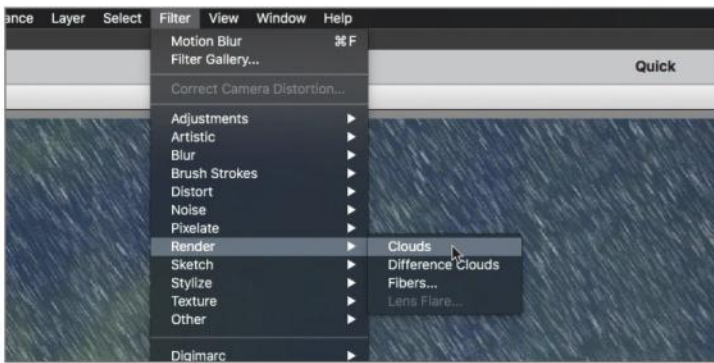 ance Layer Select Filter View Window Help
Motion Blur ⌘F
Filter Gallery...
Quick
Correct Camera Distortion...
Adjustments
Artistic
Blur
Brush Strokes
Distort
Noise
Pixelate
Render
Clouds
Sketch
Difference Clouds
Stylize
Fibers...
Texture
Lens Flare...
Other
Digimarc